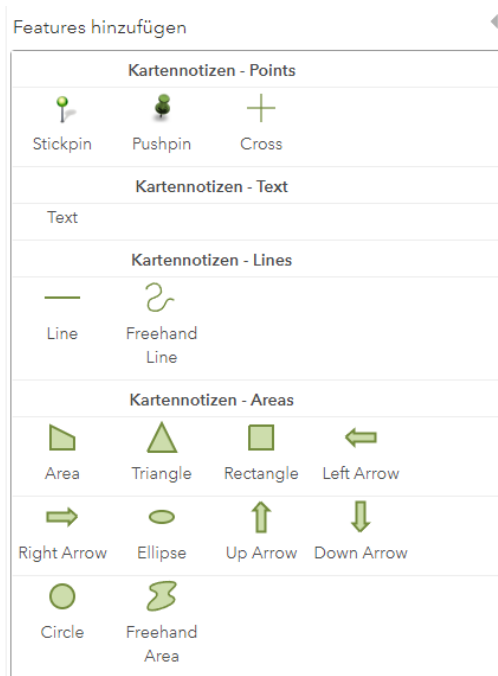 Features hinzufügen
Kartennotizen - Points
Stickpin Pushpin Cross
Kartennotizen - Text
Text
Kartennotizen - Lines
Line Freehand
Line
Kartennotizen - Areas
Area Triangle Rectangle Left Arrow
Right Arrow Ellipse Up Arrow Down Arrow
Circle Freehand
Area